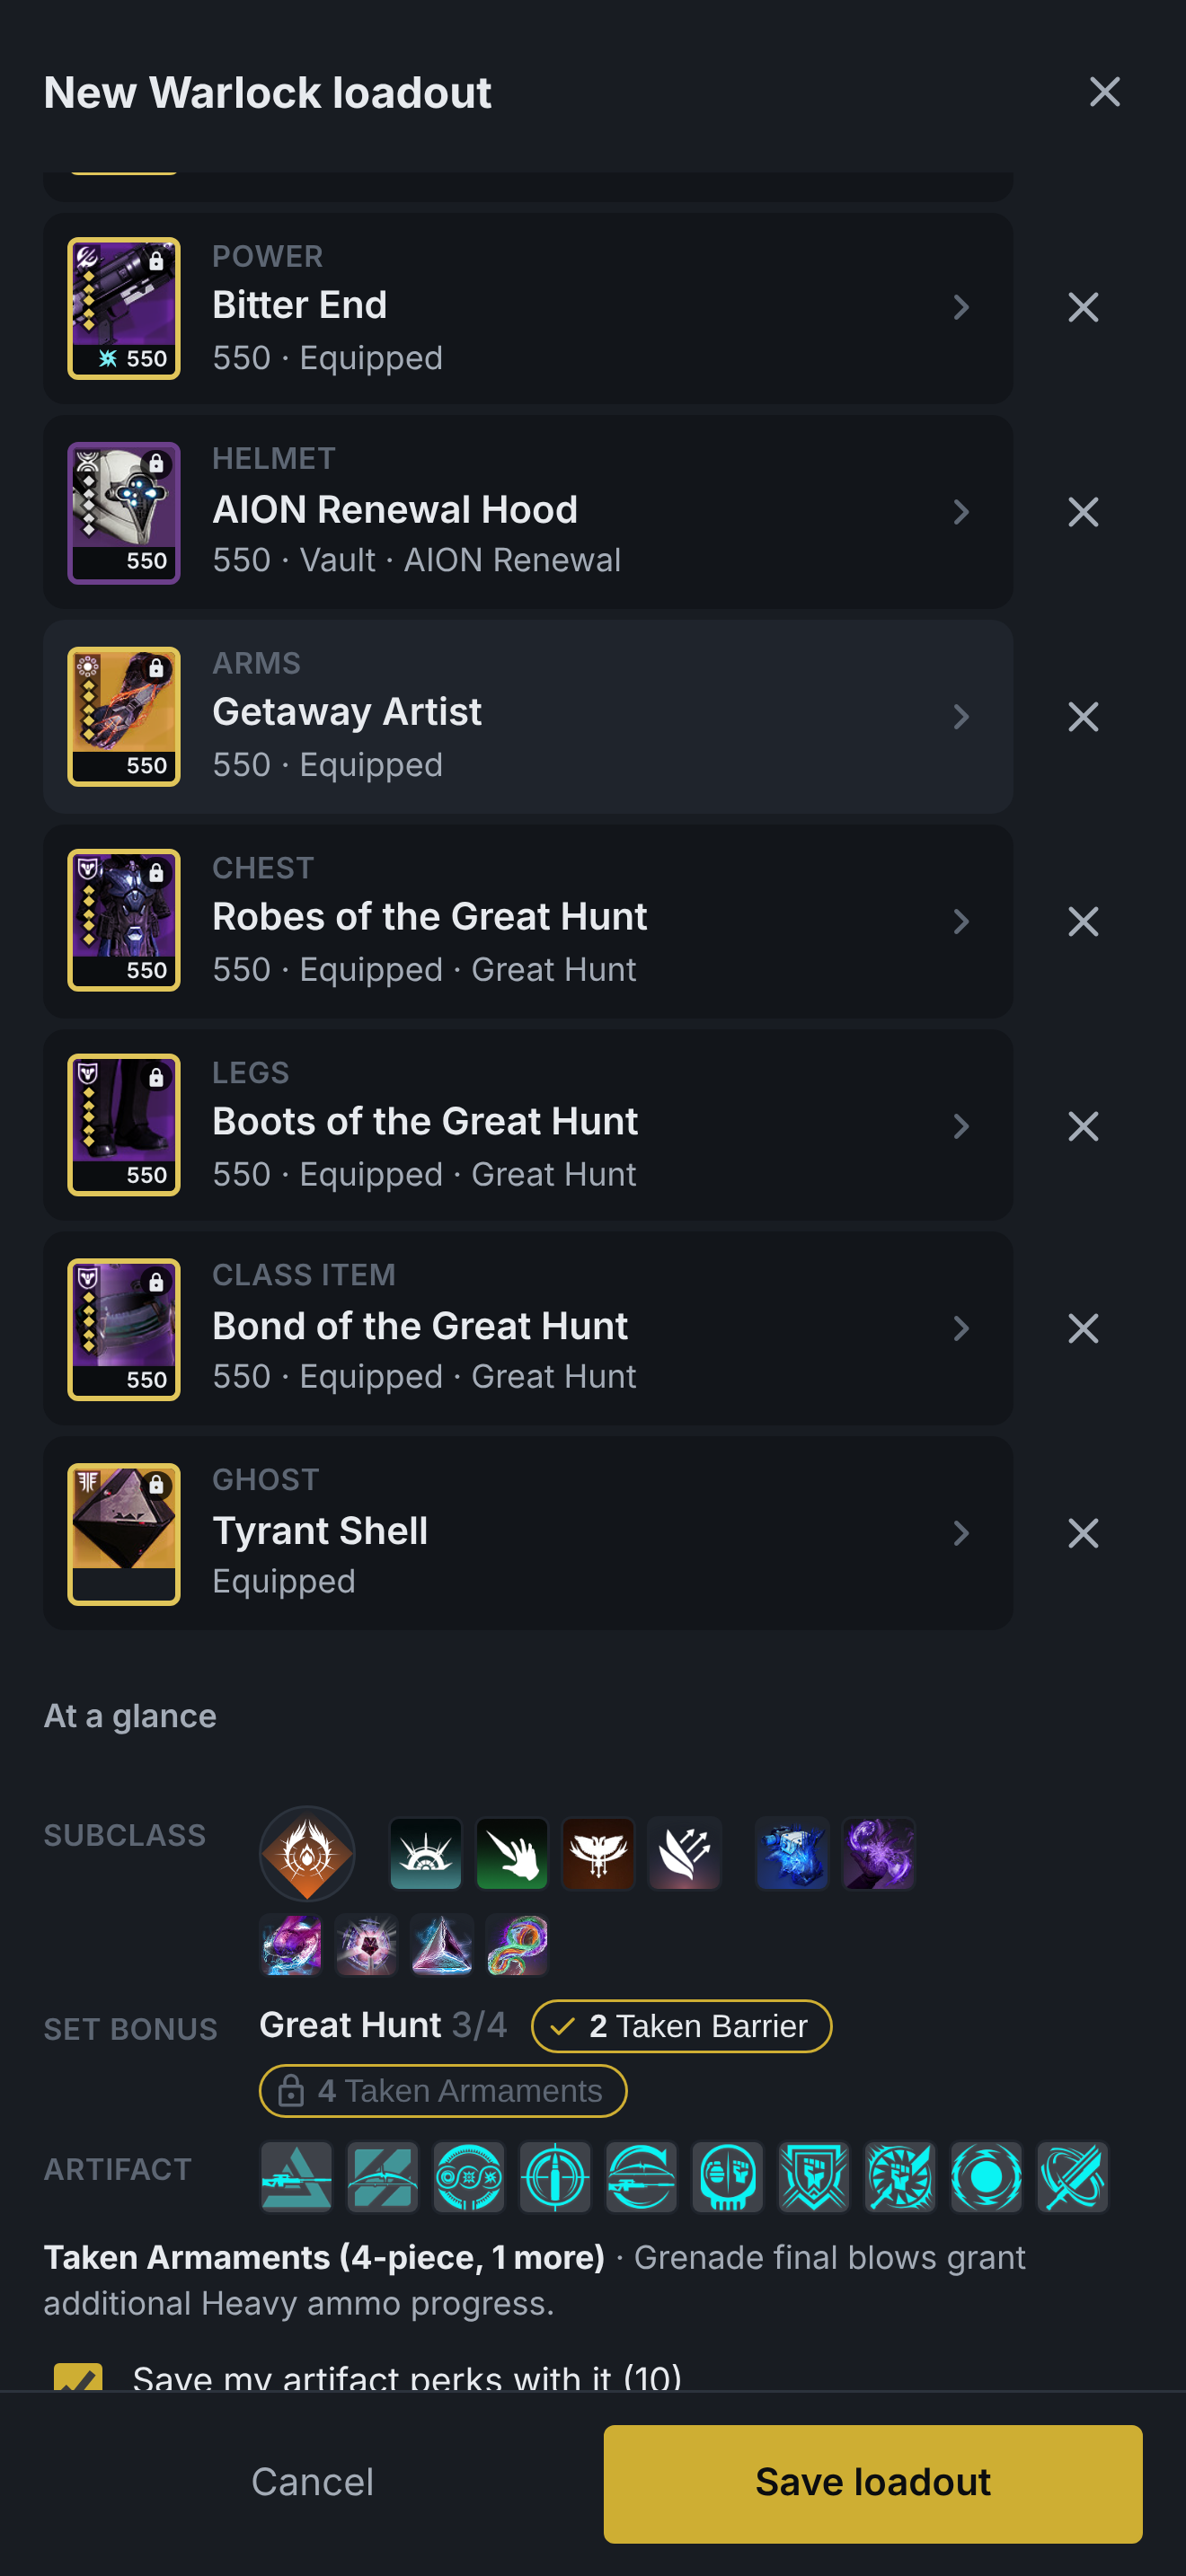 New Warlock loadout
POWER
Bitter End
550 · Equipped
550
HELMET
AION Renewal Hood
550 · Vault · AION Renewal
550
ARMS
Getaway Artist
550 · Equipped
550
CHEST
Robes of the Great Hunt
550 · Equipped · Great Hunt
550
LEGS
Boots of the Great Hunt
550 · Equipped · Great Hunt
550
CLASS ITEM
Bond of the Great Hunt
550 · Equipped · Great Hunt
550
GHOST
Tyrant Shell
Equipped
At a glance
SUBCLASS
SET BONUS
Great Hunt 3/4
2 Taken Barrier
4 Taken Armaments
ARTIFACT
Taken Armaments (4-piece, 1 more) · Grenade final blows grant
additional Heavy ammo progress.
Save my artifact perks with it (10)
Cancel
Save loadout